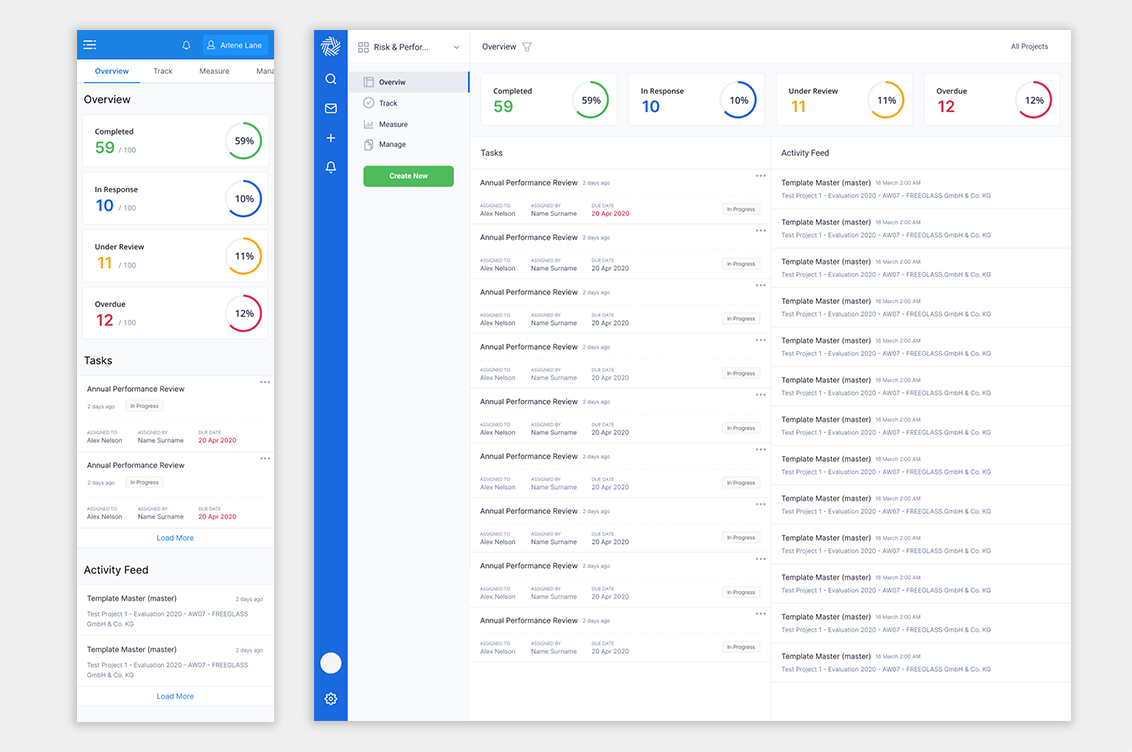 Arlene Lane
Overview Track Measure Mana
Overview
Completed
59 / 100
59%
In Response
10 / 100
10%
Under Review
11 / 100
11%
Overdue
12 / 100
12%
Tasks
Annual Performance Review
2 days ago In Progress
ASSIGNED TO ASSIGNED BY DUE DATE
Alex Nelson Name Surname 20 Apr 2020
Annual Performance Review
2 days ago In Progress
ASSIGNED TO ASSIGNED BY DUE DATE
Alex Nelson Name Surname 20 Apr 2020
Load More
Activity Feed
Template Master (master) 2 days ago
Test Project 1 - Evaluation 2020 - AW07 - FREEGLASS
GmbH & Co. KG
Template Master (master) 2 days ago
Test Project 1 - Evaluation 2020 - AW07 - FREEGLASS
GmbH & Co. KG
Load More
Risk & Perfor...
Overviw
Track
Measure
Manage
Create New
Overview
All Projects
Completed
59
59%
In Response
10
10%
Under Review
11
11%
Overdue
12
12%
Tasks
Annual Performance Review 2 days ago
ASSIGNED TO ASSIGNED BY DUE DATE
Alex Nelson Name Surname 20 Apr 2020 In Progress
Annual Performance Review 2 days ago
ASSIGNED TO ASSIGNED BY DUE DATE
Alex Nelson Name Surname 20 Apr 2020 In Progress
Annual Performance Review 2 days ago
ASSIGNED TO ASSIGNED BY DUE DATE
Alex Nelson Name Surname 20 Apr 2020 In Progress
Annual Performance Review 2 days ago
ASSIGNED TO ASSIGNED BY DUE DATE
Alex Nelson Name Surname 20 Apr 2020 In Progress
Annual Performance Review 2 days ago
ASSIGNED TO ASSIGNED BY DUE DATE
Alex Nelson Name Surname 20 Apr 2020 In Progress
Annual Performance Review 2 days ago
ASSIGNED TO ASSIGNED BY DUE DATE
Alex Nelson Name Surname 20 Apr 2020 In Progress
Annual Performance Review 2 days ago
ASSIGNED TO ASSIGNED BY DUE DATE
Alex Nelson Name Surname 20 Apr 2020 In Progress
Annual Performance Review 2 days ago
ASSIGNED TO ASSIGNED BY DUE DATE
Alex Nelson Name Surname 20 Apr 2020 In Progress
Annual Performance Review 2 days ago
ASSIGNED TO ASSIGNED BY DUE DATE
Alex Nelson Name Surname 20 Apr 2020 In Progress
Activity Feed
Template Master (master) 16 March 2:00 AM
Test Project 1 - Evaluation 2020 - AW07 - FREEGLASS GmbH & Co. KG
Template Master (master) 16 March 2:00 AM
Test Project 1 - Evaluation 2020 - AW07 - FREEGLASS GmbH & Co. KG
Template Master (master) 16 March 2:00 AM
Test Project 1 - Evaluation 2020 - AW07 - FREEGLASS GmbH & Co. KG
Template Master (master) 16 March 2:00 AM
Test Project 1 - Evaluation 2020 - AW07 - FREEGLASS GmbH & Co. KG
Template Master (master) 16 March 2:00 AM
Test Project 1 - Evaluation 2020 - AW07 - FREEGLASS GmbH & Co. KG
Template Master (master) 16 March 2:00 AM
Test Project 1 - Evaluation 2020 - AW07 - FREEGLASS GmbH & Co. KG
Template Master (master) 16 March 2:00 AM
Test Project 1 - Evaluation 2020 - AW07 - FREEGLASS GmbH & Co. KG
Template Master (master) 16 March 2:00 AM
Test Project 1 - Evaluation 2020 - AW07 - FREEGLASS GmbH & Co. KG
Template Master (master) 16 March 2:00 AM
Test Project 1 - Evaluation 2020 - AW07 - FREEGLASS GmbH & Co. KG
Template Master (master) 16 March 2:00 AM
Test Project 1 - Evaluation 2020 - AW07 - FREEGLASS GmbH & Co. KG
Template Master (master) 16 March 2:00 AM
Test Project 1 - Evaluation 2020 - AW07 - FREEGLASS GmbH & Co. KG
Template Master (master) 16 March 2:00 AM
Test Project 1 - Evaluation 2020 - AW07 - FREEGLASS GmbH & Co. KG
Template Master (master) 16 March 2:00 AM
Test Project 1 - Evaluation 2020 - AW07 - FREEGLASS GmbH & Co. KG